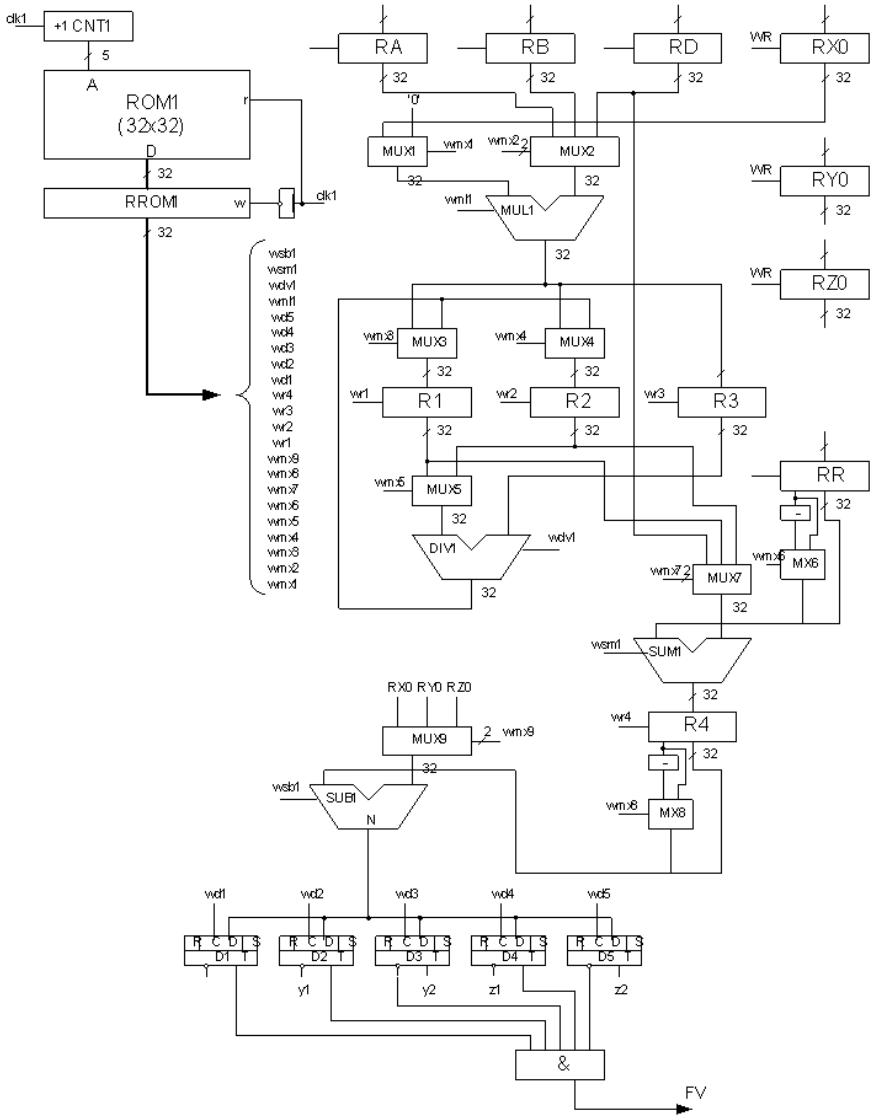 clk1
+1 CNT1
5
A
ROM1
(32x32)
r
D
32
RROM1
w
clk1
32
wsb1
wsm1
wdv1
wml1
wd5
wd4
wd3
wd2
wd1
wr4
wr3
wr2
wr1
wmx9
wmx8
wmx7
wmx6
wmx5
wmx4
wmx3
wmx2
wmx1
RA
RB
RD
WR
RX0
32
32
32
32
'0'
MUX1
wmx1
wmx2
2
MUX2
32
32
WR
RY0
32
wml1
MUL1
32
WR
RZ0
32
wmx3
MUX3
wmx4
MUX4
32
32
wr1
R1
wr2
R2
wr3
R3
32
32
32
wmx5
MUX5
32
RR
32
-
DIV1
wdv1
32
wmx6
MX6
wmx7
2
MUX7
32
wsm1
SUM1
32
RX0 RY0 RZ0
MUX9
2
wmx9
32
wr4
R4
32
-
wsb1
SUB1
N
wmx8
MX8
wd1
wd2
wd3
wd4
wd5
R C D S
D1 T
R C D S
D2 T
R C D S
D3 T
R C D S
D4 T
R C D S
D5 T
y1
y2
z1
z2
&
FV